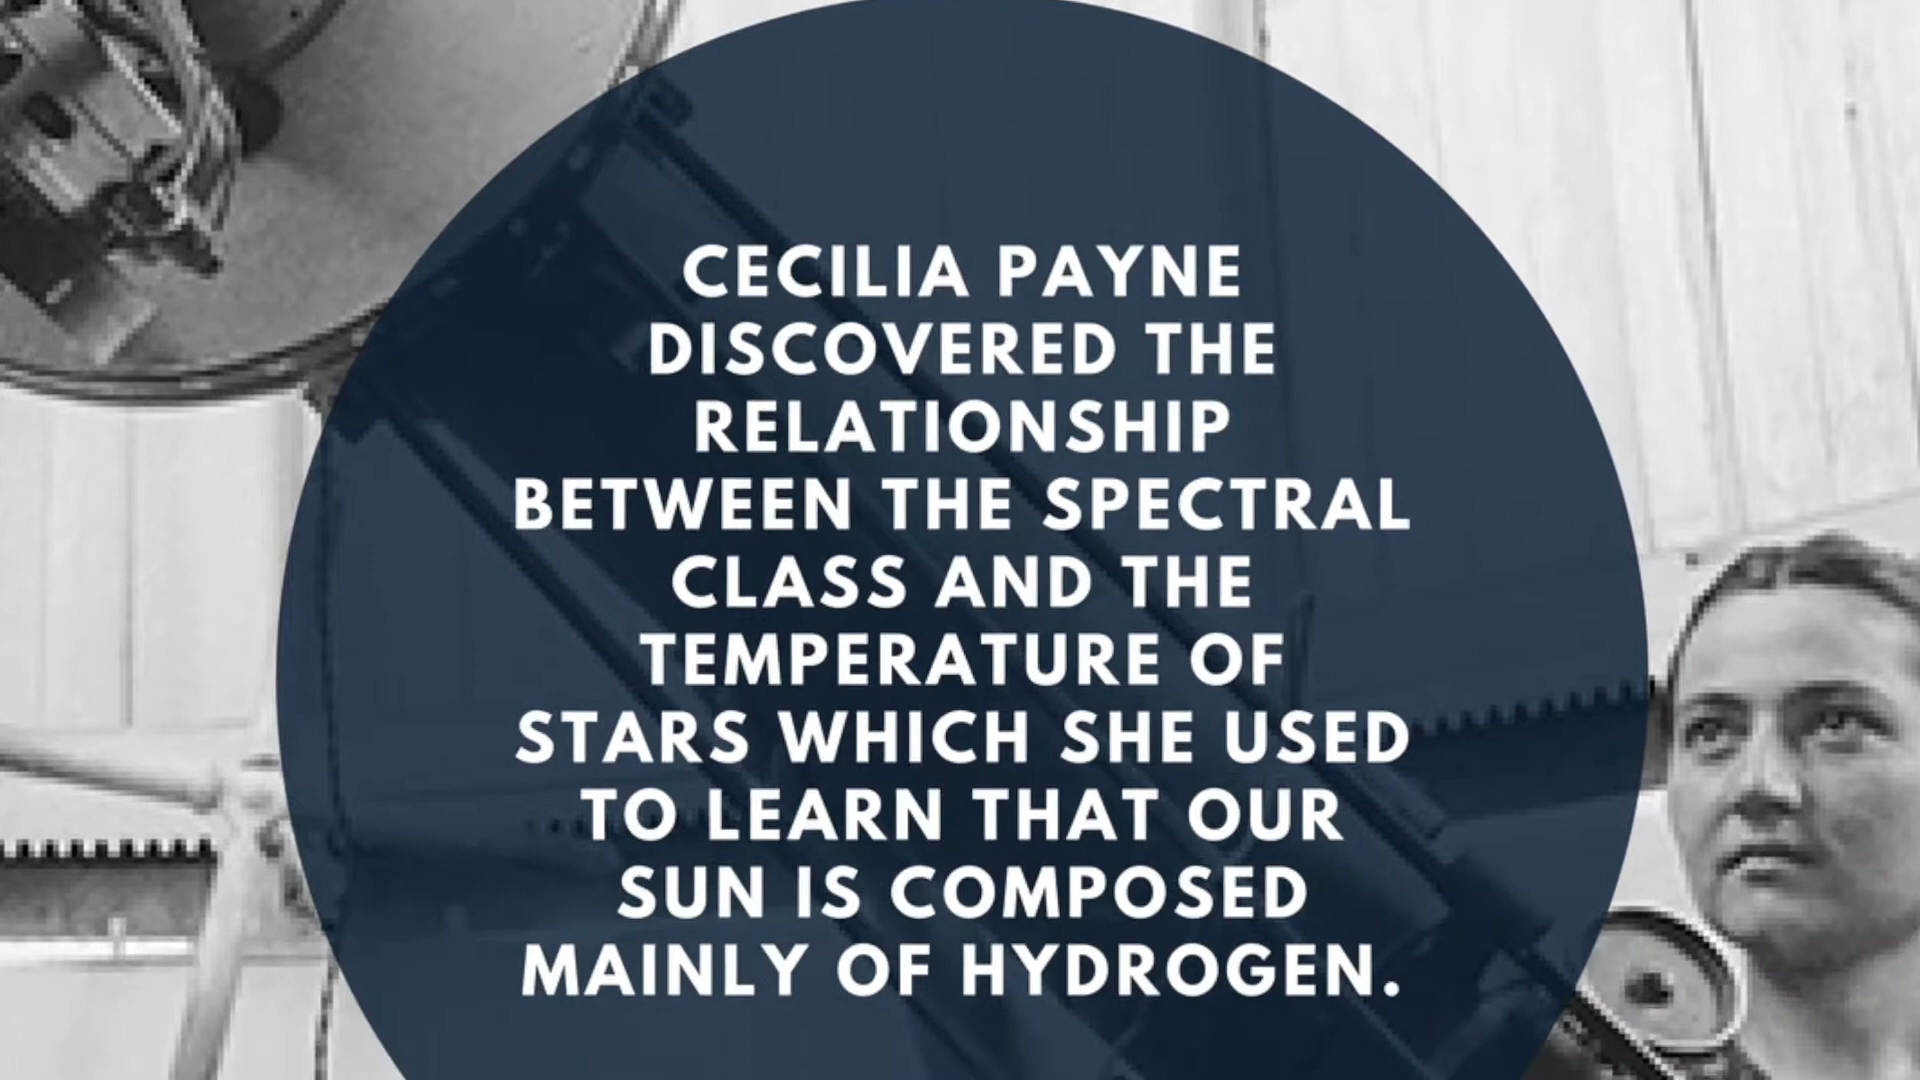 CECILIA PAYNE
DISCOVERED THE
RELATIONSHIP
BETWEEN THE SPECTRAL
CLASS AND THE
TEMPERATURE OF
STARS WHICH SHE USED
TO LEARN THAT OUR
SUN IS COMPOSED
MAINLY OF HYDROGEN.